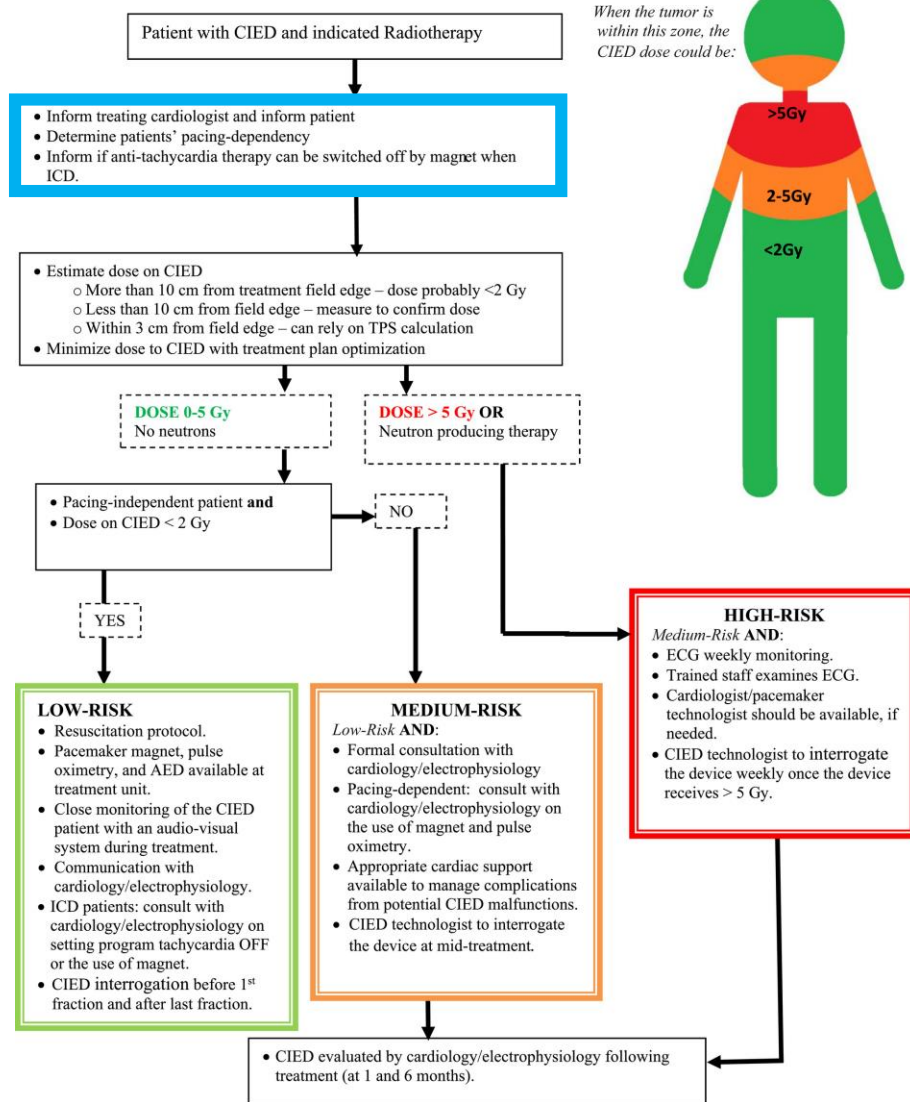 Patient with CIED and indicated Radiotherapy
When the tumor is
within this zone, the
CIED dose could be:
>5Gy
2-5Gy
<2Gy
• Inform treating cardiologist and inform patient
• Determine patients' pacing-dependency
• Inform if anti-tachycardia therapy can be switched off by magnet when
ICD.
• Estimate dose on CIED
o More than 10 cm from treatment field edge – dose probably <2 Gy
o Less than 10 cm from field edge – measure to confirm dose
o Within 3 cm from field edge – can rely on TPS calculation
• Minimize dose to CIED with treatment plan optimization
DOSE 0-5 Gy
No neutrons
DOSE > 5 Gy OR
Neutron producing therapy
• Pacing-independent patient and
• Dose on CIED < 2 Gy
NO
YES
LOW-RISK
• Resuscitation protocol.
• Pacemaker magnet, pulse
oximetry, and AED available at
treatment unit.
• Close monitoring of the CIED
patient with an audio-visual
system during treatment.
• Communication with
cardiology/electrophysiology.
• ICD patients: consult with
cardiology/electrophysiology on
setting program tachycardia OFF
or the use of magnet.
• CIED interrogation before 1st
fraction and after last fraction.
MEDIUM-RISK
Low-Risk AND:
• Formal consultation with
cardiology/electrophysiology
• Pacing-dependent: consult with
cardiology/electrophysiology on
the use of magnet and pulse
oximetry.
• Appropriate cardiac support
available to manage complications
from potential CIED malfunctions.
• CIED technologist to interrogate
the device at mid-treatment.
HIGH-RISK
Medium-Risk AND:
• ECG weekly monitoring.
• Trained staff examines ECG.
• Cardiologist/pacemaker
technologist should be available, if
needed.
• CIED technologist to interrogate
the device weekly once the device
receives > 5 Gy.
• CIED evaluated by cardiology/electrophysiology following
treatment (at 1 and 6 months).